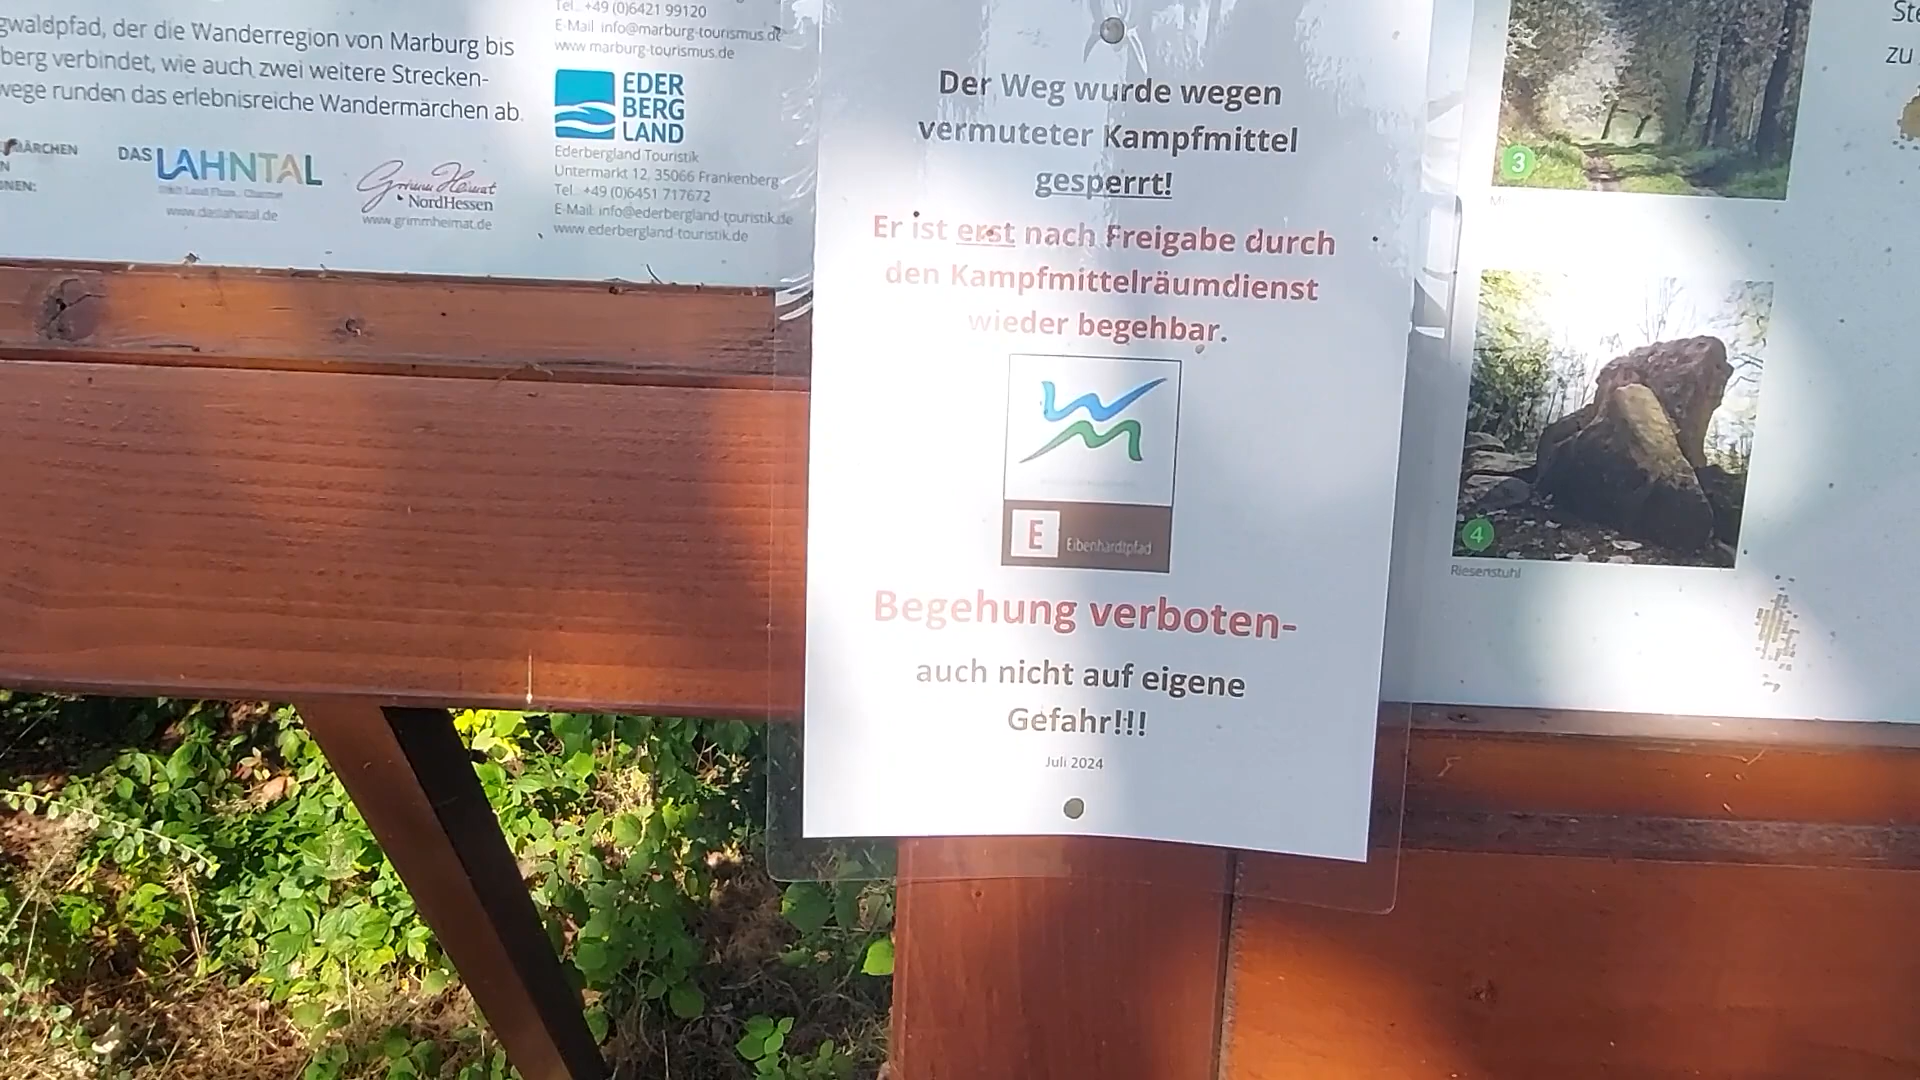 gwaldpfad, der die Wanderregion von Marburg bis
berg verbindet, wie auch zwei weitere Strecken-
wege runden das erlebnisreiche Wandermärchen ab.
MÄRCHEN
N
NEN:
DAS LAHNTAL
www.daslahntal.de
Grimm Heimat
NordHessen
www.grimmheimat.de
Tel. +49 (0)6421 99120
E-Mail info@marburg-tourismus.de
www.marburg-tourismus.de
EDER
BERG
LAND
Ederbergland Touristik
Untermarkt 12, 35066 Frankenberg
Tel. +49 (0)6451 717672
E-Mail: info@ederbergland-touristik.de
www.ederbergland-touristik.de
Der Weg wurde wegen
vermuteter Kampfmittel
gesperrt!
Er ist erst nach Freigabe durch
den Kampfmittelräumdienst
wieder begehbar.
E Eibenhardtpfad
Begehung verboten-
auch nicht auf eigene
Gefahr!!!
Juli 2024
3
4
Riesenstuhl
Ste
zu